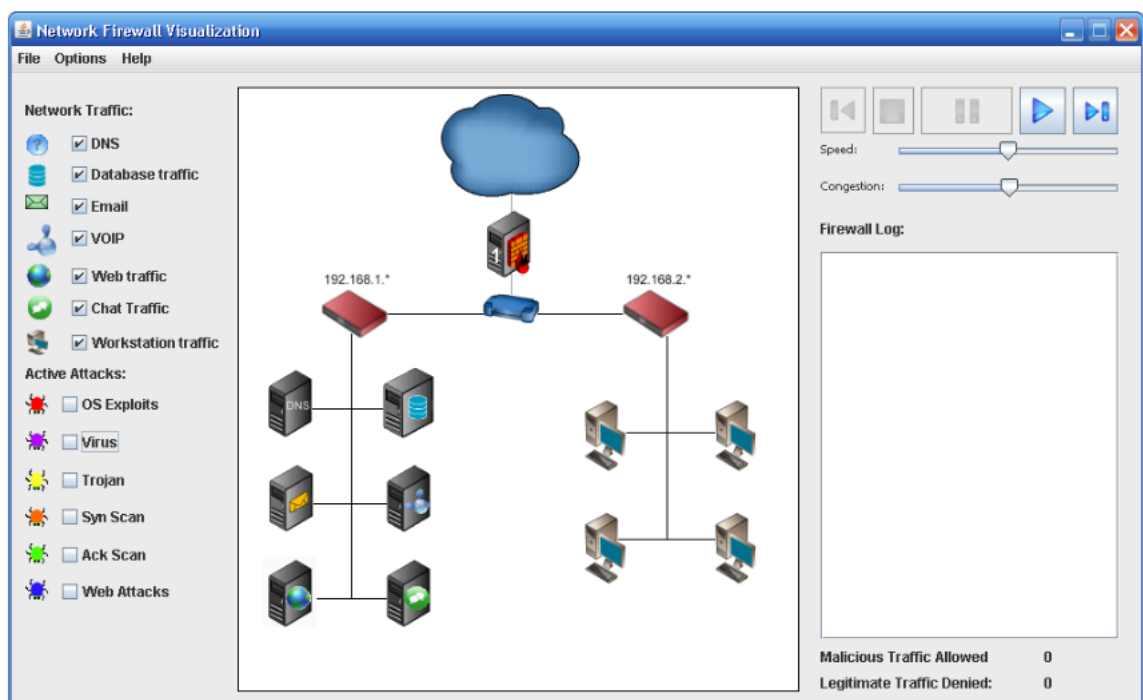 Network Firewall Visualization
File Options Help
Network Traffic:
DNS
Database traffic
Email
VOIP
Web traffic
Chat Traffic
Workstation traffic
Active Attacks:
OS Exploits
Virus
Trojan
Syn Scan
Ack Scan
Web Attacks
192.168.1.*
192.168.2.*
DNS
Speed:
Congestion:
Firewall Log:
Malicious Traffic Allowed 0
Legitimate Traffic Denied: 0